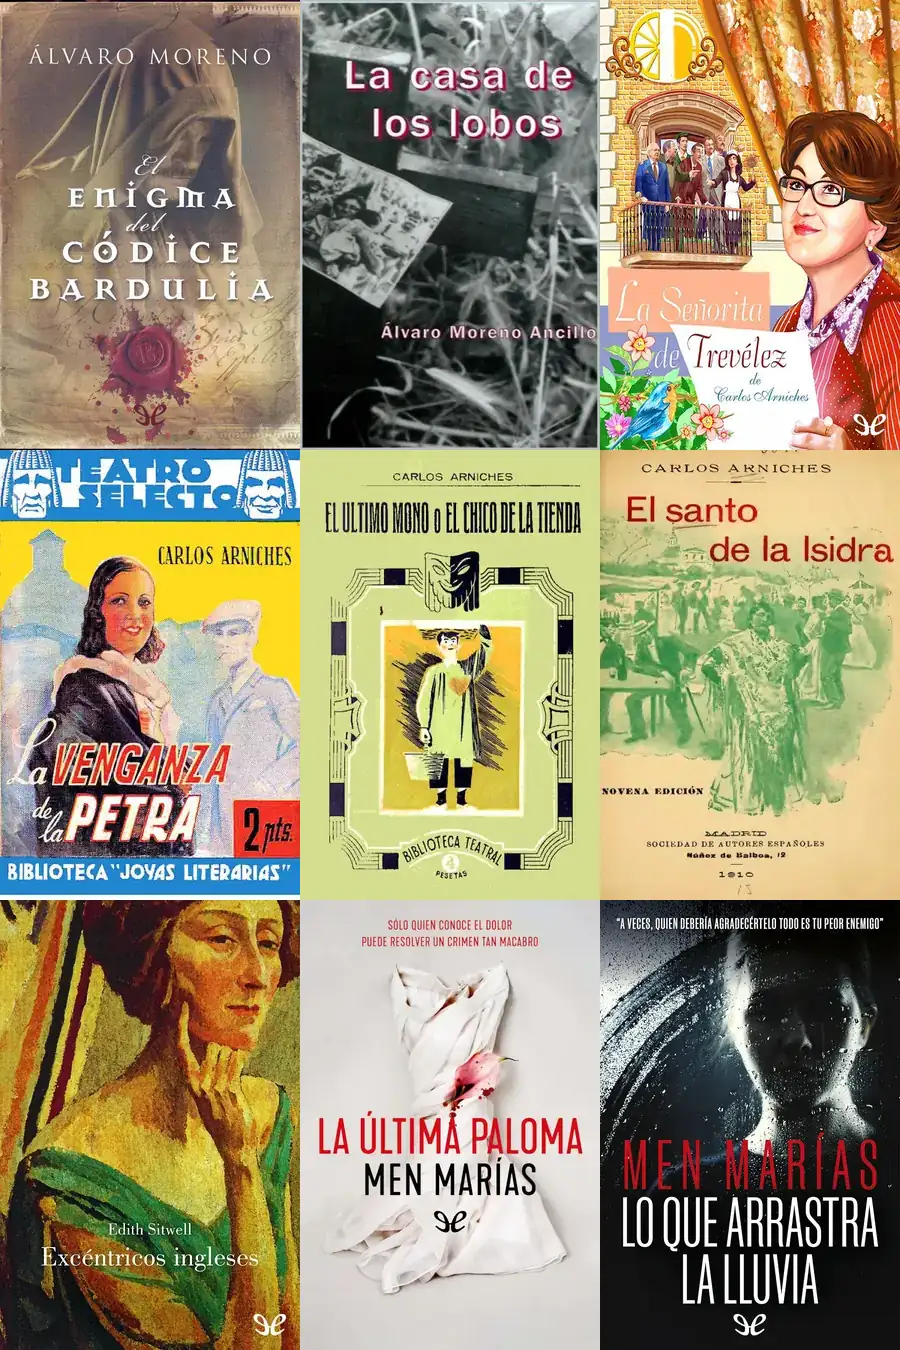 ÁLVARO MORENO
El
ENIGMA
del
CÓDICE
BARDULIA
La casa de
los lobos
Álvaro Moreno Ancillo
La Señorita
de Trevélez
de
Carlos Arniches
TEATRO
SELECTO
CARLOS ARNICHES
La VENGANZA
de la PETRA
2 pts.
BIBLIOTECA "JOYAS LITERARIAS"
CARLOS ARNICHES
EL ULTIMO MONO o EL CHICO DE LA TIENDA
BIBLIOTECA TEATRAL
4
PESETAS
CARLOS ARNICHES
El santo
de la Isidra
NOVENA EDICIÓN
MADRID
SOCIEDAD DE AUTORES ESPAÑOLES
Núñez de Balboa, 12
1910
Edith Sitwell
Excéntricos ingleses
SÓLO QUIEN CONOCE EL DOLOR
PUEDE RESOLVER UN CRIMEN TAN MACABRO
LA ÚLTIMA PALOMA
MEN MARÍAS
"A VECES, QUIEN DEBERÍA AGRADECÉRTELO TODO ES TU PEOR ENEMIGO"
MEN MARÍAS
LO QUE ARRASTRA
LA LLUVIA